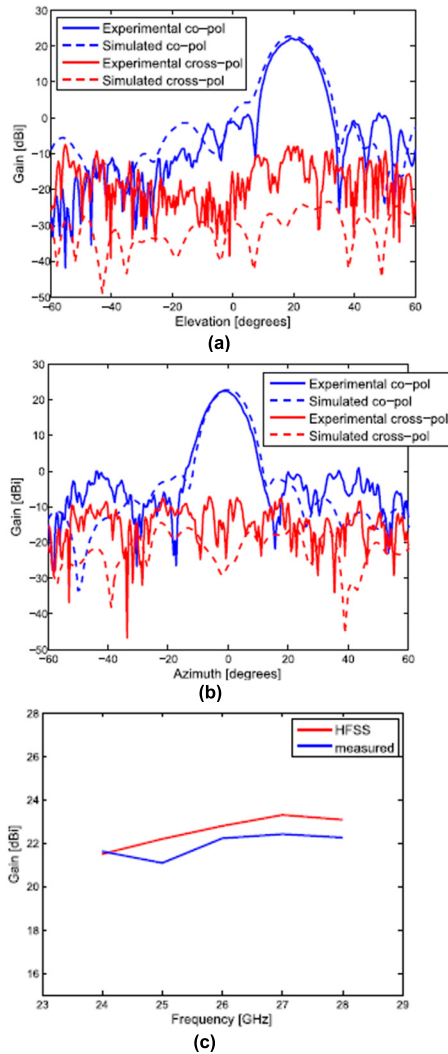 30
20
10
0
−10
−20
−30
−40
−50
Gain [dBi]
Experimental co−pol
Simulated co−pol
Experimental cross−pol
Simulated cross−pol
−60 −40 −20 0 20 40 60
Elevation [degrees]
(a)
30
20
10
0
−10
−20
−30
−40
−50
Gain [dBi]
Experimental co−pol
Simulated co−pol
Experimental cross−pol
Simulated cross−pol
−60 −40 −20 0 20 40 60
Azimuth [degrees]
(b)
28
26
24
22
20
18
16
Gain [dBi]
HFSS
measured
23 24 25 26 27 28 29
Frequency [GHz]
(c)